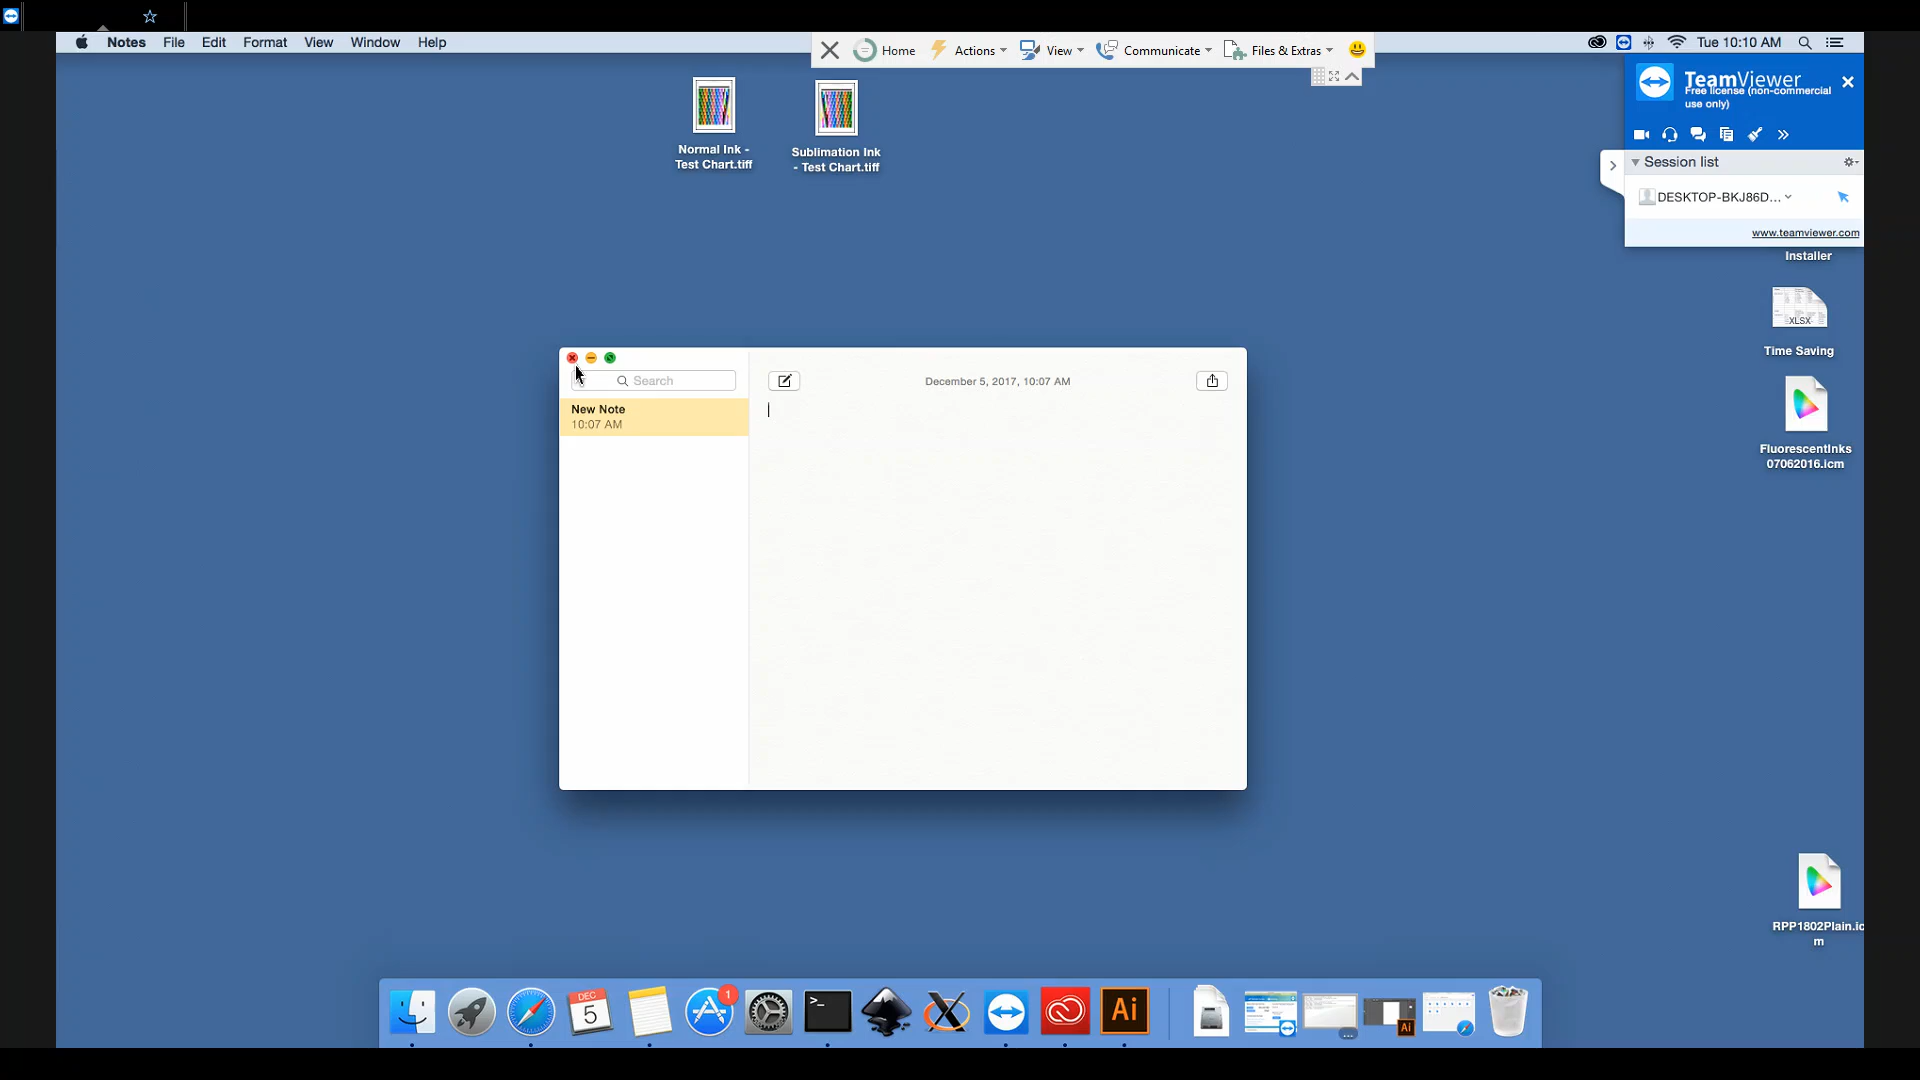 Notes File Edit Format View Window Help
Home Actions View Communicate Files & Extras
Tue 10:10 AM
TeamViewer
Free license (non-commercial
use only)
Session list
DESKTOP-BKJ86D...
www.teamviewer.com
Normal Ink -
Test Chart.tiff
Sublimation Ink
- Test Chart.tiff
Installer
XLSX
Time Saving
FluorescentInks
07062016.icm
Search
December 5, 2017, 10:07 AM
New Note
10:07 AM
RPP1802Plain.ic
m
DEC
5
1
>_
Ai
Ai